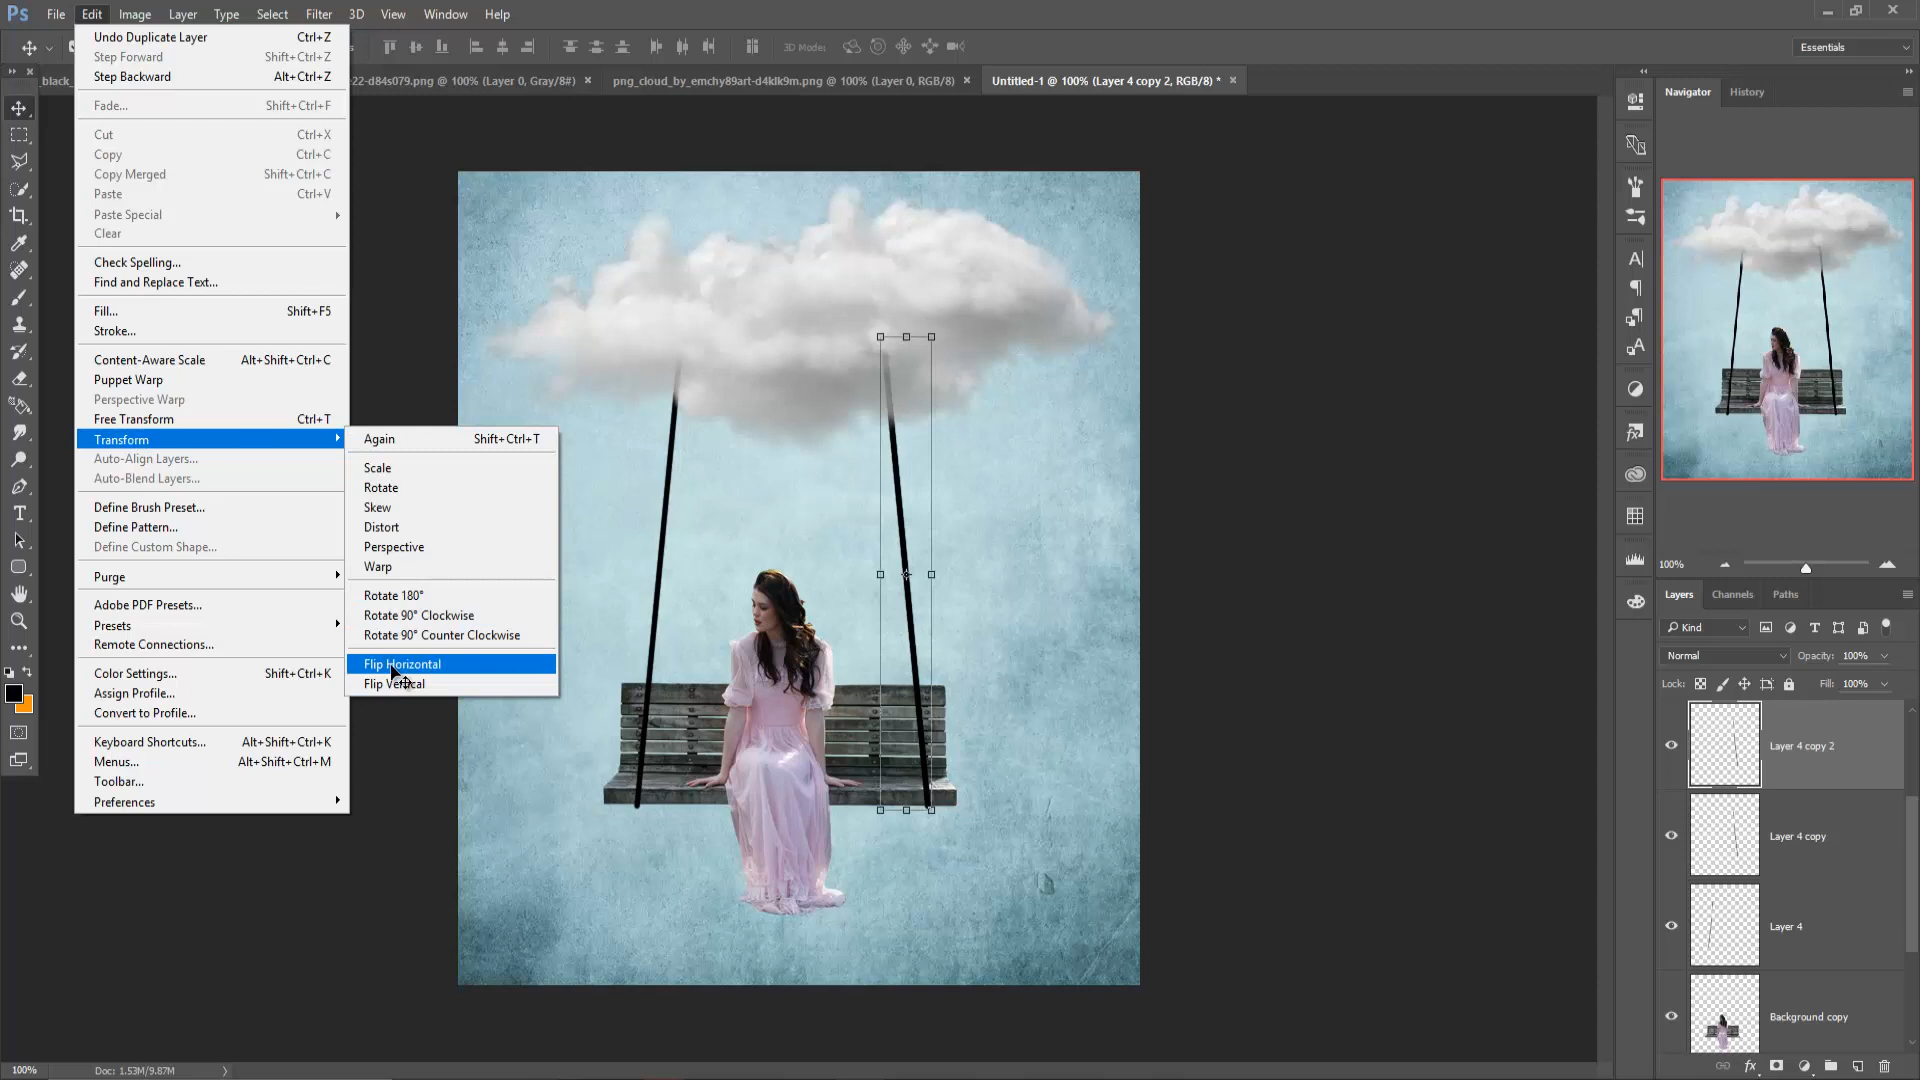 Ps File Edit Image Layer Type Select Filter 3D View Window Help
3D Mode:
Essentials
black_
22-d84s079.png @ 100% (Layer 0, Gray/8#) ×
png_cloud_by_emchy89art-d4klk9m.png @ 100% (Layer 0, RGB/8) ×
Untitled-1 @ 100% (Layer 4 copy 2, RGB/8) * ×
Undo Duplicate Layer Ctrl+Z
Step Forward Shift+Ctrl+Z
Step Backward Alt+Ctrl+Z
Fade... Shift+Ctrl+F
Cut Ctrl+X
Copy Ctrl+C
Copy Merged Shift+Ctrl+C
Paste Ctrl+V
Paste Special
Clear
Check Spelling...
Find and Replace Text...
Fill... Shift+F5
Stroke...
Content-Aware Scale Alt+Shift+Ctrl+C
Puppet Warp
Perspective Warp
Free Transform Ctrl+T
Transform
Auto-Align Layers...
Auto-Blend Layers...
Define Brush Preset...
Define Pattern...
Define Custom Shape...
Purge
Adobe PDF Presets...
Presets
Remote Connections...
Color Settings... Shift+Ctrl+K
Assign Profile...
Convert to Profile...
Keyboard Shortcuts... Alt+Shift+Ctrl+K
Menus... Alt+Shift+Ctrl+M
Toolbar...
Preferences
Again Shift+Ctrl+T
Scale
Rotate
Skew
Distort
Perspective
Warp
Rotate 180°
Rotate 90° Clockwise
Rotate 90° Counter Clockwise
Flip Horizontal
Flip Vertical
Navigator History
100%
Layers Channels Paths
Kind
Normal Opacity: 100%
Lock: Fill: 100%
Layer 4 copy 2
Layer 4 copy
Layer 4
Background copy
100% Doc: 1.53M/9.87M